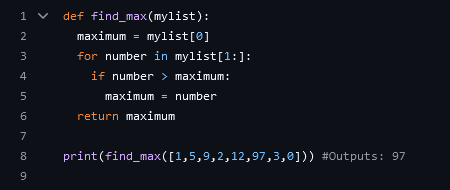 1 def find_max(mylist):
2   maximum = mylist[0]
3   for number in mylist[1:]:
4     if number > maximum:
5       maximum = number
6   return maximum
7
8 print(find_max([1,5,9,2,12,97,3,0])) #Outputs: 97
9